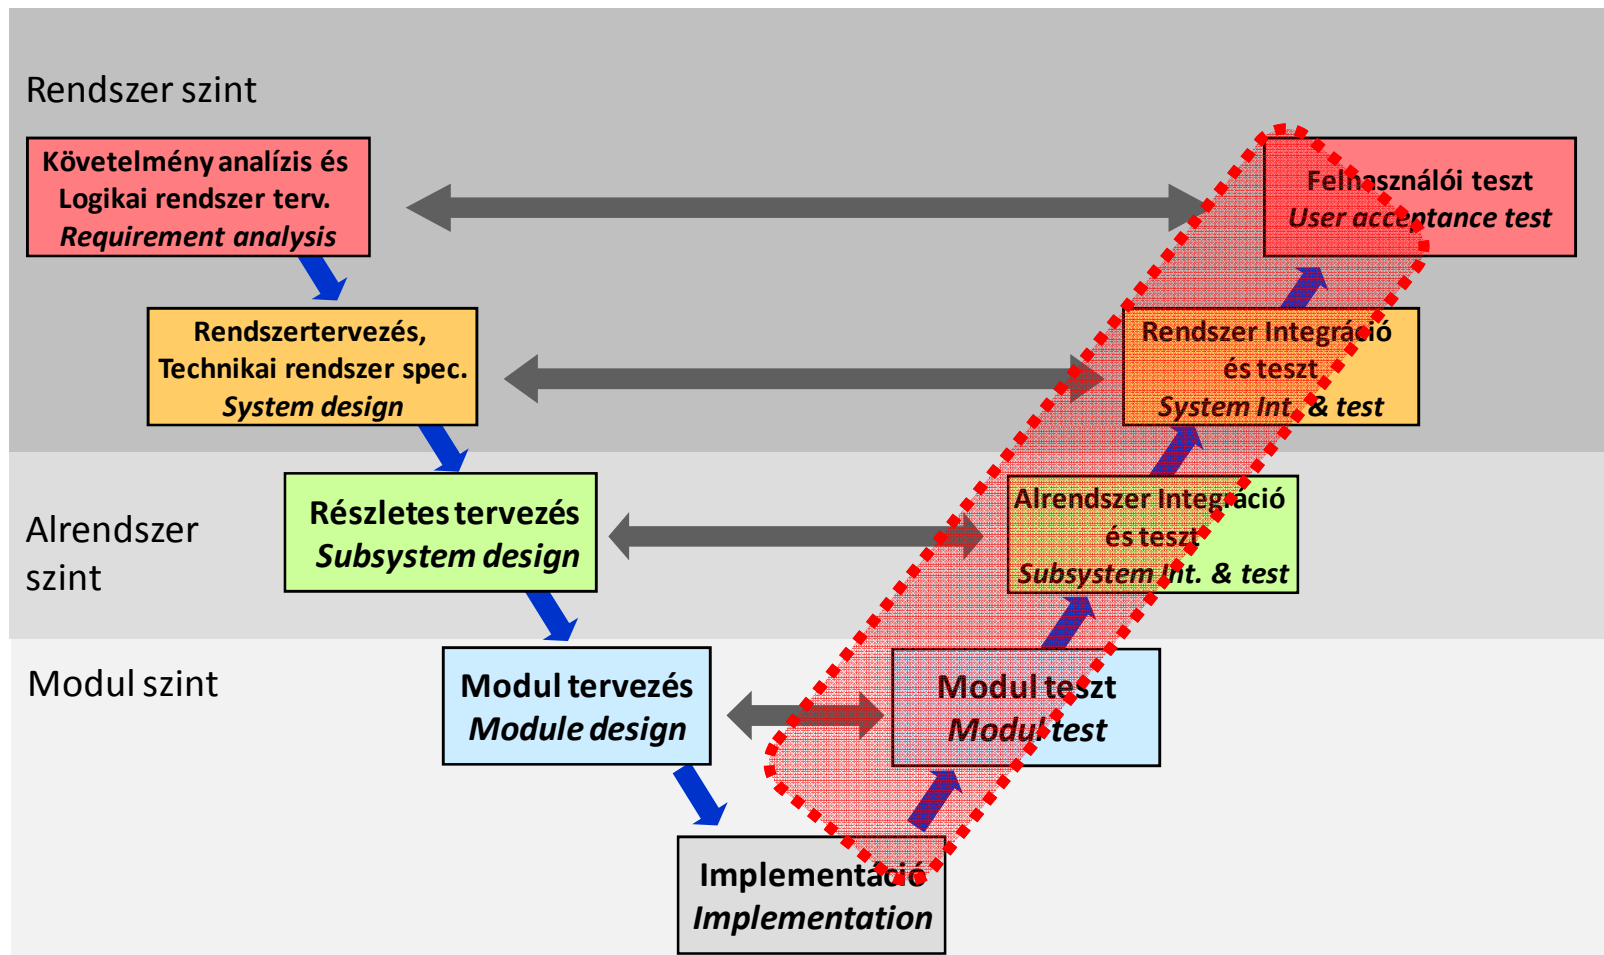 Rendszer szint
Követelmény analízis és
Logikai rendszer terv.
Requirement analysis
Felhasználói teszt
User acceptance test
Rendszertervezés,
Technikai rendszer spec.
System design
Rendszer Integráció
és teszt
System Int. & test
Alrendszer
szint
Részletes tervezés
Subsystem design
Alrendszer Integráció
és teszt
Subsystem Int. & test
Modul szint
Modul tervezés
Module design
Modul teszt
Modul test
Implementáció
Implementation